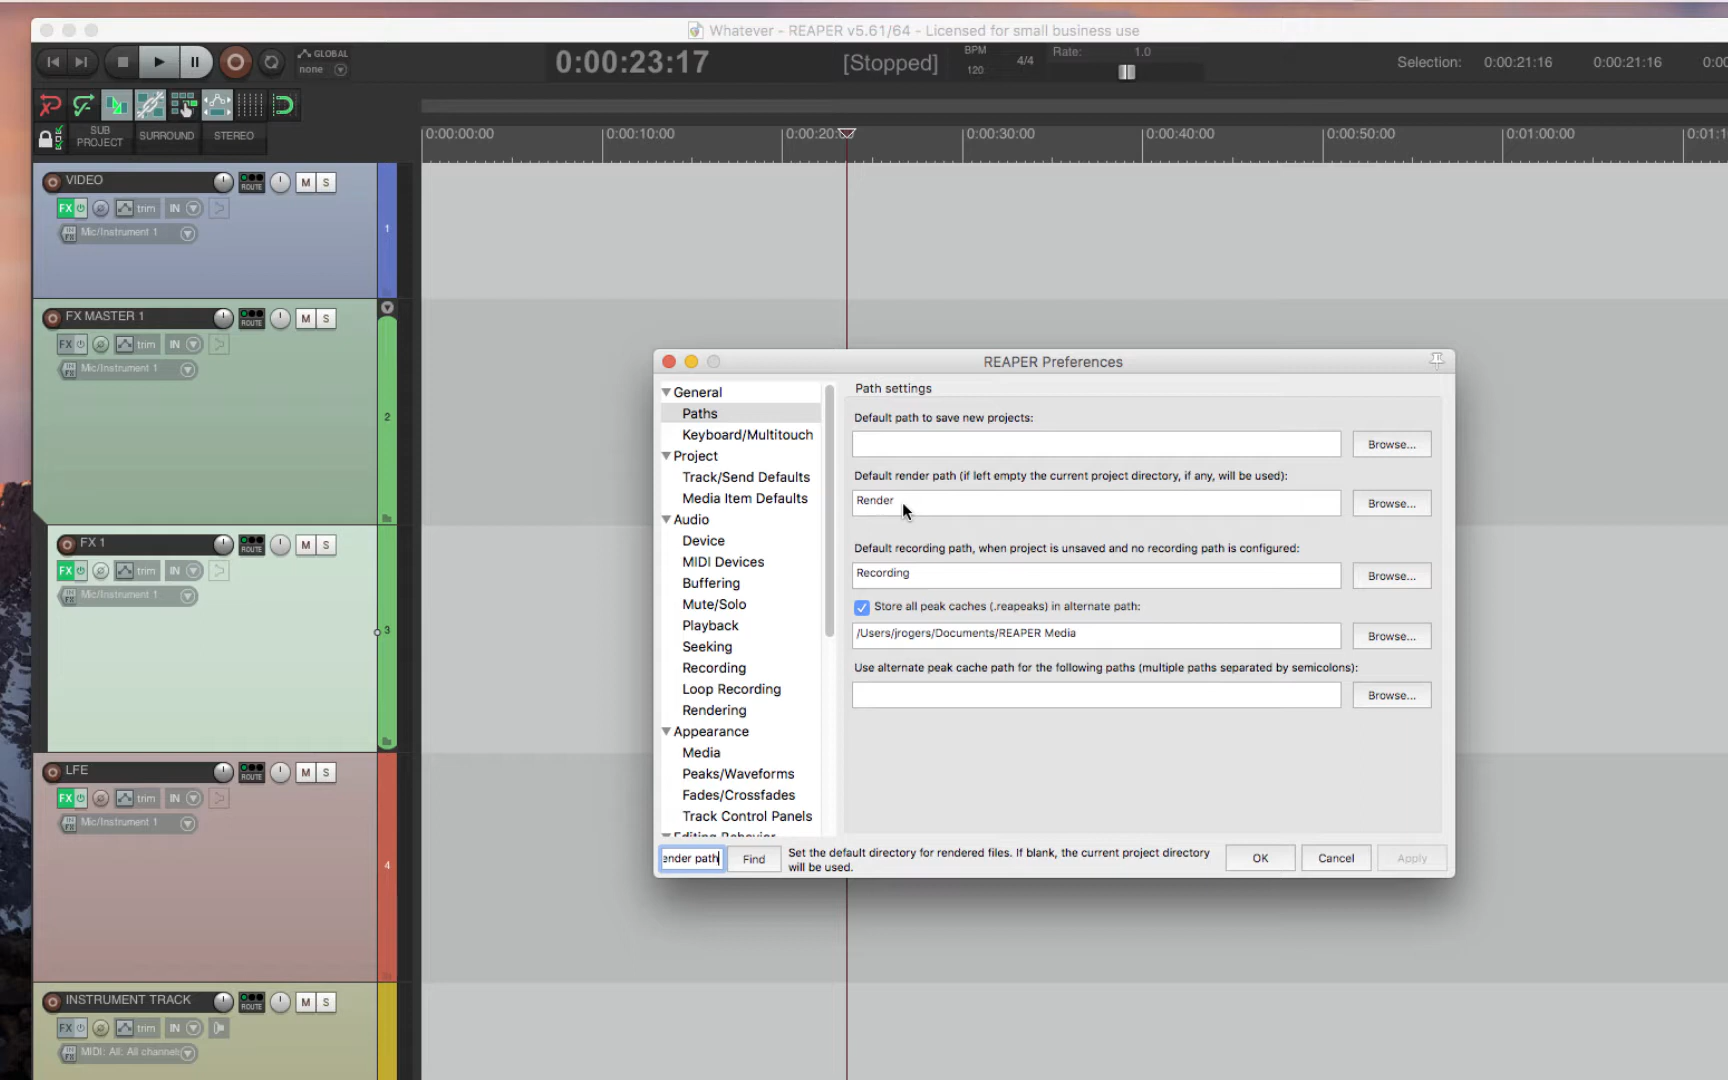 Whatever - REAPER v5.61/64 - Licensed for small business use
GLOBAL
none
0:00:23:17
[Stopped]
BPM
120
4/4
Rate:
1.0
Selection:
0:00:21:16
0:00:21:16
SUB
PROJECT
SURROUND
STEREO
0:00:00:00
0:00:10:00
0:00:30:00
0:00:40:00
0:00:50:00
0:01:00:00
VIDEO
ROUTE
M
S
FX
trim
IN
Mic/Instrument 1
1
FX MASTER 1
ROUTE
M
S
FX
trim
IN
Mic/Instrument 1
2
FX 1
ROUTE
M
S
FX
trim
IN
Mic/Instrument 1
3
LFE
ROUTE
M
S
FX
trim
IN
Mic/Instrument 1
4
INSTRUMENT TRACK
ROUTE
M
S
FX
trim
IN
MIDI: All: All channels
REAPER Preferences
General
Paths
Keyboard/Multitouch
Project
Track/Send Defaults
Media Item Defaults
Audio
Device
MIDI Devices
Buffering
Mute/Solo
Playback
Seeking
Recording
Loop Recording
Rendering
Appearance
Media
Peaks/Waveforms
Fades/Crossfades
Track Control Panels
Editing Behavior
Path settings
Default path to save new projects:
Browse...
Default render path (if left empty the current project directory, if any, will be used):
Render
Browse...
Default recording path, when project is unsaved and no recording path is configured:
Recording
Browse...
Store all peak caches (.reapeaks) in alternate path:
/Users/jrogers/Documents/REAPER Media
Browse...
Use alternate peak cache path for the following paths (multiple paths separated by semicolons):
Browse...
ender path
Find
Set the default directory for rendered files. If blank, the current project directory
will be used.
OK
Cancel
Apply